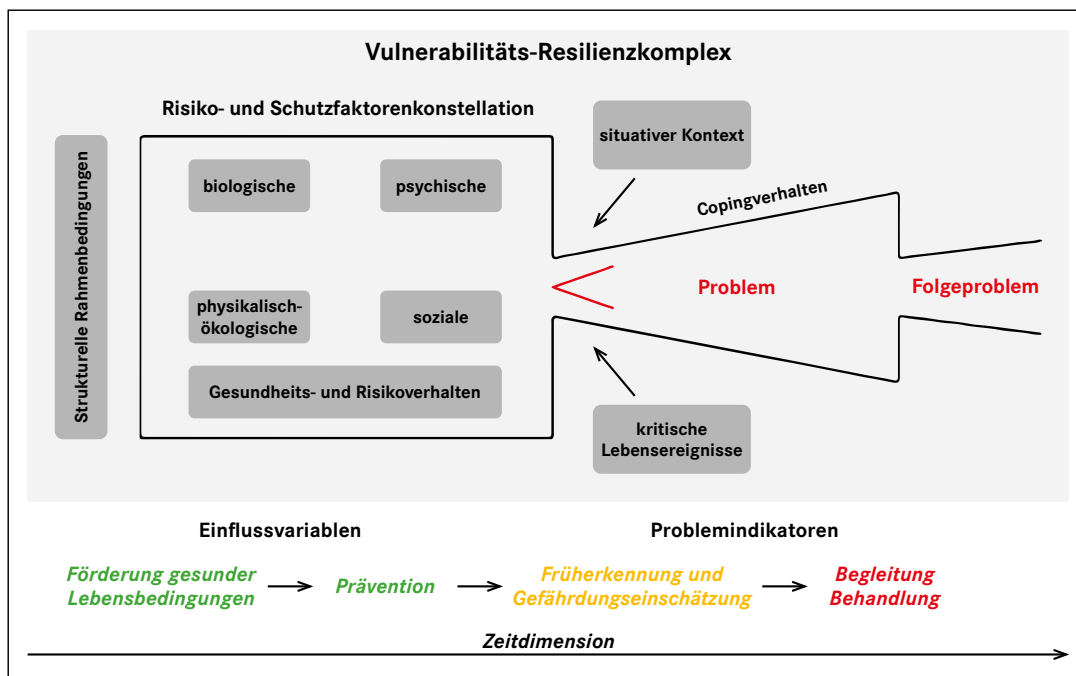 Vulnerabilitäts-Resilienzkomplex
Risiko- und Schutzfaktorenkonstellation
Strukturelle Rahmenbedingungen
biologische
psychische
physikalisch-
ökologische
soziale
Gesundheits- und Risikoverhalten
situativer Kontext
Copingverhalten
Problem
Folgeproblem
kritische
Lebensereignisse
Einflussvariablen
Problemindikatoren
Förderung gesunder
Lebensbedingungen
Prävention
Früherkennung und
Gefährdungseinschätzung
Begleitung
Behandlung
Zeitdimension